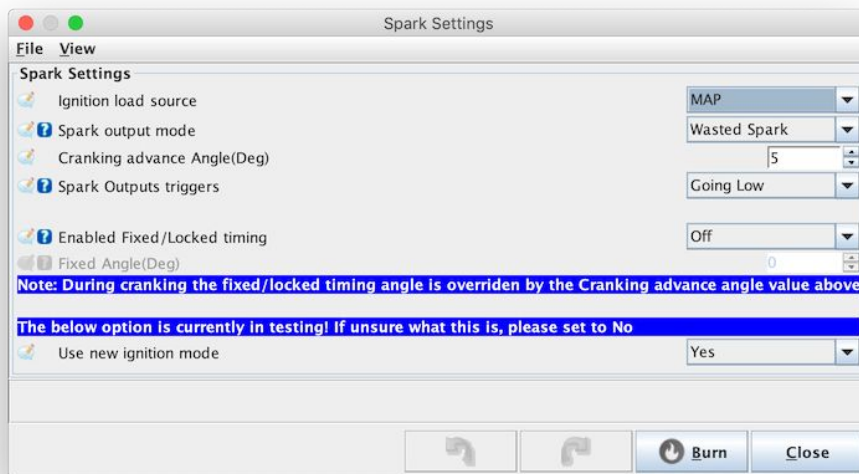 Spark Settings
File View
Spark Settings
Ignition load source MAP
Spark output mode Wasted Spark
Cranking advance Angle(Deg) 5
Spark Outputs triggers Going Low
Enabled Fixed/Locked timing Off
Fixed Angle(Deg) 0
Note: During cranking the fixed/locked timing angle is overriden by the Cranking advance angle value above
The below option is currently in testing! If unsure what this is, please set to No
Use new ignition mode Yes
Burn Close